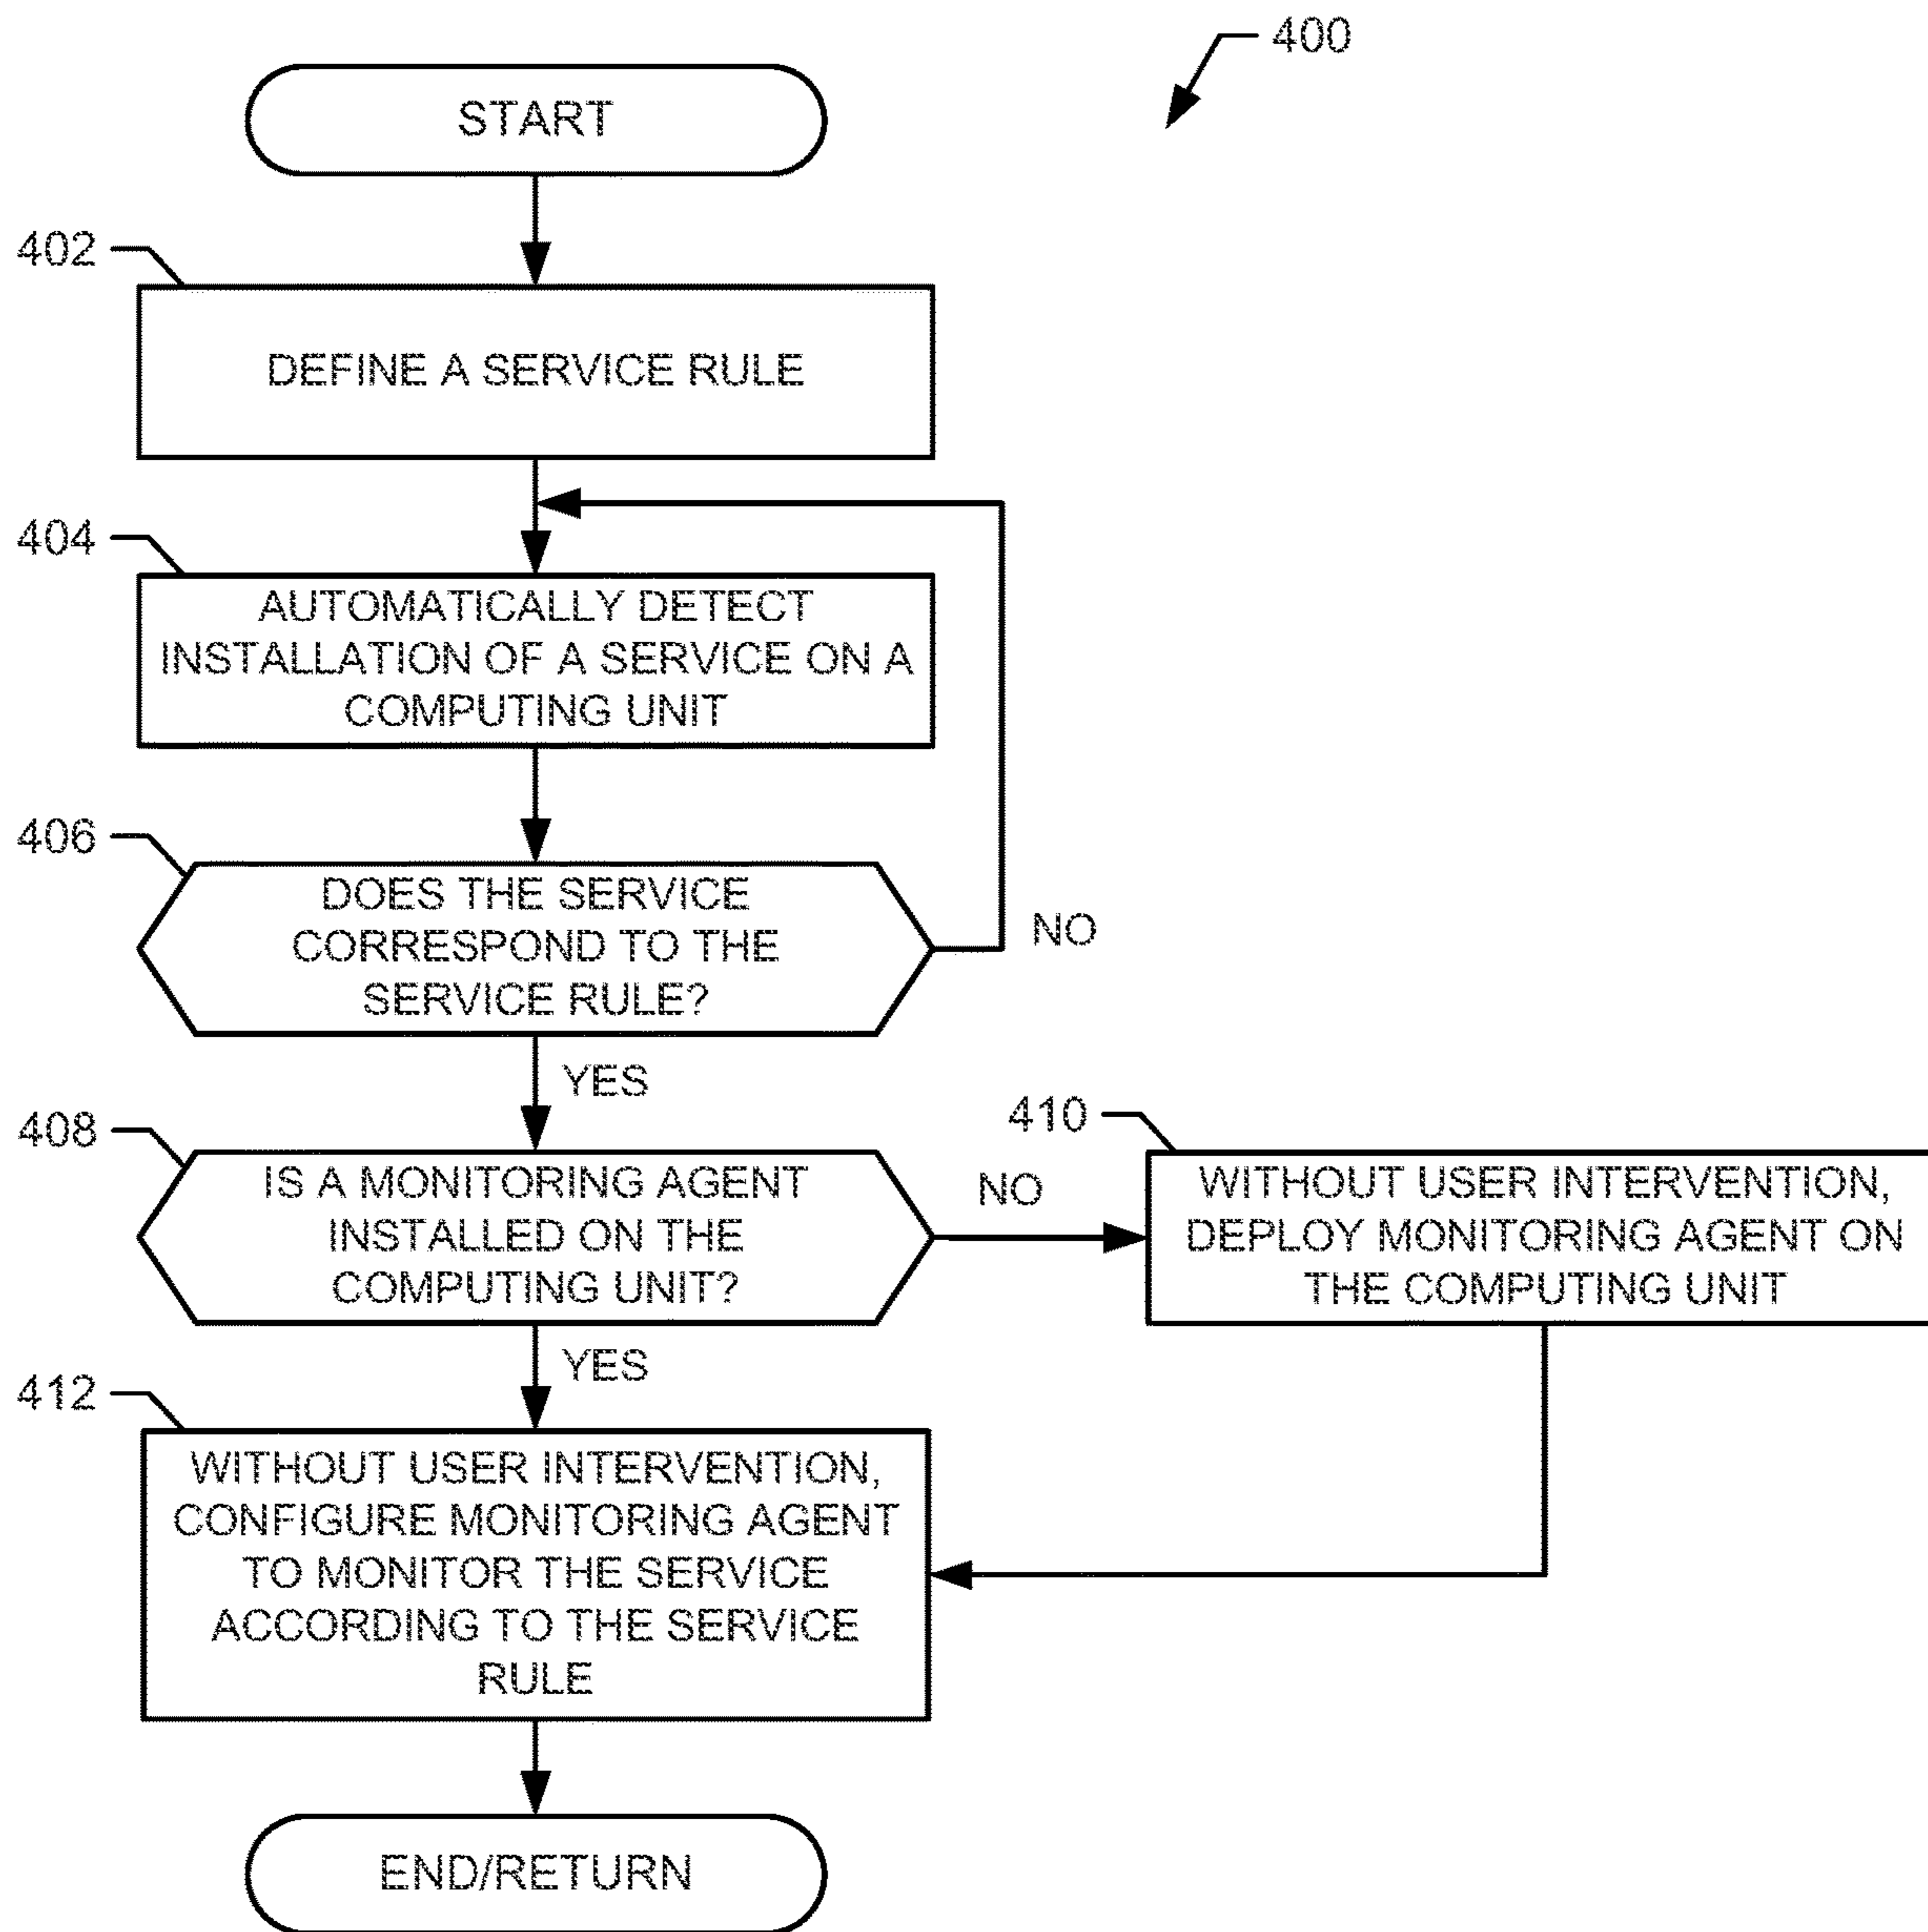 400
START
402
DEFINE A SERVICE RULE
404
AUTOMATICALLY DETECT
INSTALLATION OF A SERVICE ON A
COMPUTING UNIT
406
DOES THE SERVICE
CORRESPOND TO THE
SERVICE RULE?
NO
YES
408
IS A MONITORING AGENT
INSTALLED ON THE
COMPUTING UNIT?
NO
410
WITHOUT USER INTERVENTION,
DEPLOY MONITORING AGENT ON
THE COMPUTING UNIT
YES
412
WITHOUT USER INTERVENTION,
CONFIGURE MONITORING AGENT
TO MONITOR THE SERVICE
ACCORDING TO THE SERVICE
RULE
END/RETURN